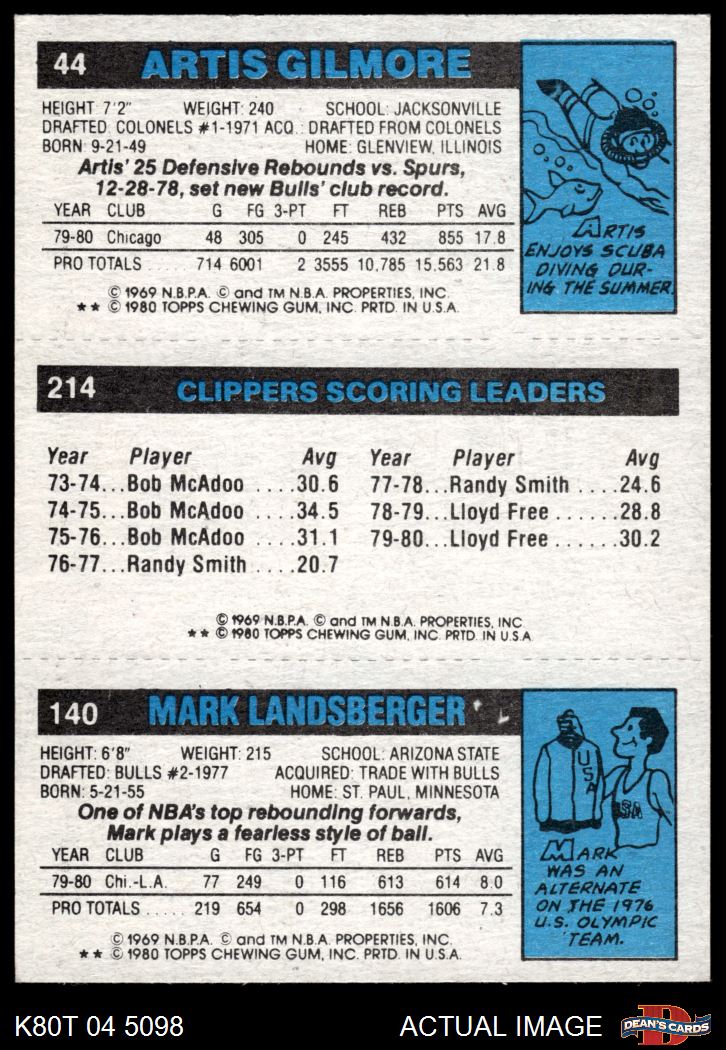 44 ARTIS GILMORE
HEIGHT: 7'2" WEIGHT: 240 SCHOOL: JACKSONVILLE
DRAFTED: COLONELS #1-1971 ACQ.: DRAFTED FROM COLONELS
BORN: 9-21-49 HOME: GLENVIEW, ILLINOIS
Artis' 25 Defensive Rebounds vs. Spurs,
12-28-78, set new Bulls' club record.
YEAR CLUB G FG 3-PT FT REB PTS AVG
79-80 Chicago 48 305 0 245 432 855 17.8
PRO TOTALS ..... 714 6001 2 3555 10,785 15,563 21.8
© 1969 N.B.P.A. © and TM N.B.A. PROPERTIES, INC.
** © 1980 TOPPS CHEWING GUM, INC. PRTD. IN U.S.A.
ARTIS
ENJOYS SCUBA
DIVING DUR-
ING THE SUMMER.
214 CLIPPERS SCORING LEADERS
Year Player Avg Year Player Avg
73-74...Bob McAdoo ....30.6 77-78...Randy Smith ....24.6
74-75...Bob McAdoo ....34.5 78-79...Lloyd Free ......28.8
75-76...Bob McAdoo ....31.1 79-80...Lloyd Free ......30.2
76-77...Randy Smith ....20.7
© 1969 N.B.P.A. © and TM N.B.A. PROPERTIES, INC
** © 1980 TOPPS CHEWING GUM, INC. PRTD. IN U.S.A
140 MARK LANDSBERGER
HEIGHT: 6'8" WEIGHT: 215 SCHOOL: ARIZONA STATE
DRAFTED: BULLS #2-1977 ACQUIRED: TRADE WITH BULLS
BORN: 5-21-55 HOME: ST. PAUL, MINNESOTA
One of NBA's top rebounding forwards,
Mark plays a fearless style of ball.
YEAR CLUB G FG 3-PT FT REB PTS AVG
79-80 Chi.-L.A. 77 249 0 116 613 614 8.0
PRO TOTALS ..... 219 654 0 298 1656 1606 7.3
© 1969 N.B.P.A. © and TM N.B.A. PROPERTIES, INC.
** © 1980 TOPPS CHEWING GUM, INC. PRTD. IN U.S.A.
USA
USA
MARK
WAS AN
ALTERNATE
ON THE 1976
U.S. OLYMPIC
TEAM.
K80T 04 5098 ACTUAL IMAGE
D
DEAN'S CARDS